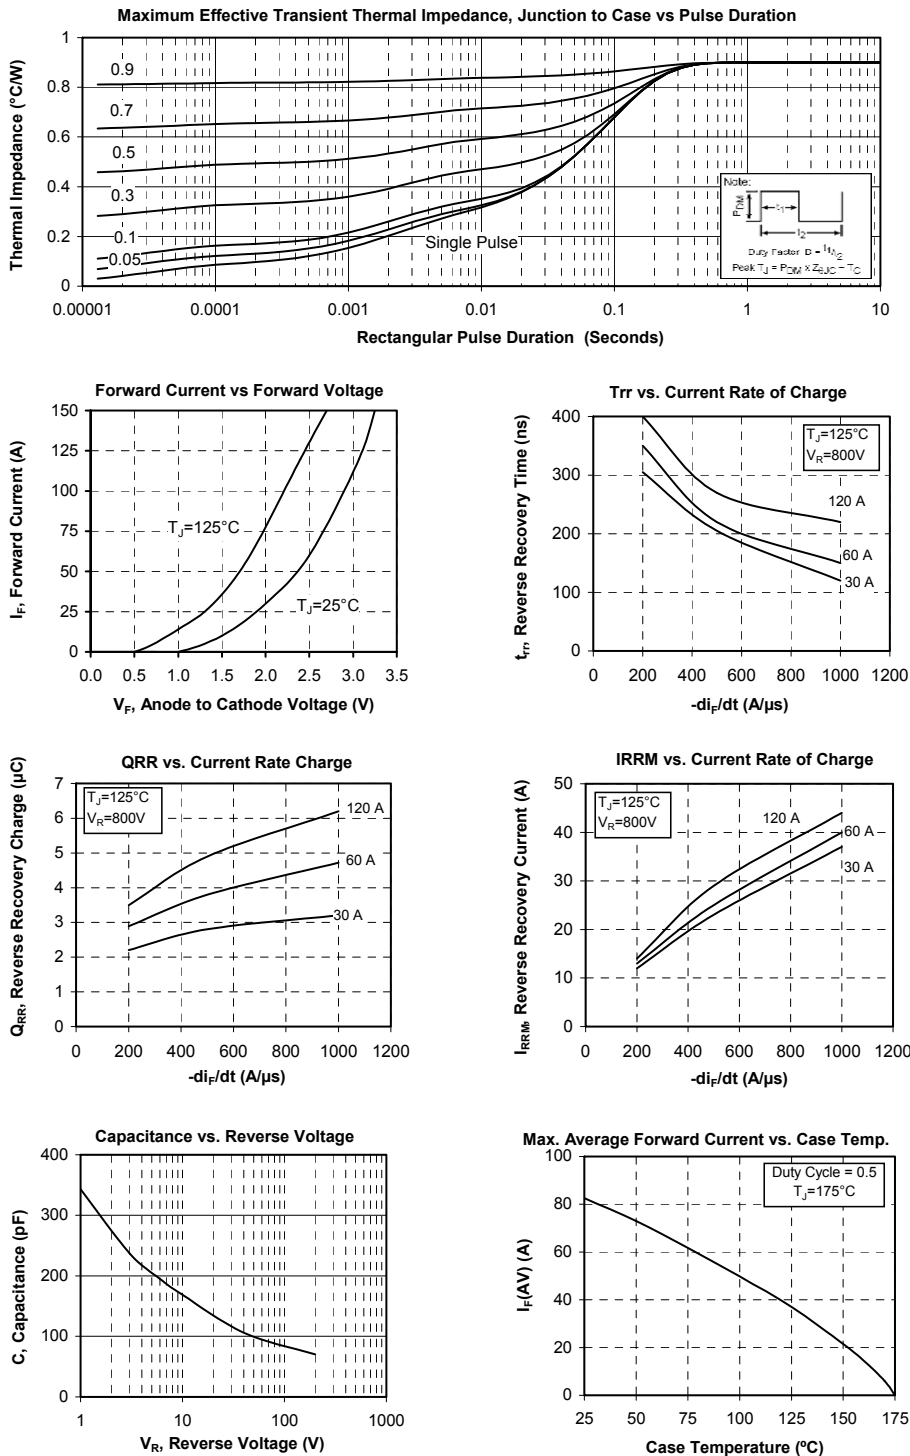 Maximum Effective Transient Thermal Impedance, Junction to Case vs Pulse Duration
Thermal Impedance (°C/W)
1
0.8
0.6
0.4
0.2
0
0.9
0.7
0.5
0.3
0.1
0.05
Single Pulse
Note:
PDM
t1
t2
Duty Factor D = t1/t2
Peak TJ = PDM x ZθJC + TC
0.00001 0.0001 0.001 0.01 0.1 1 10
Rectangular Pulse Duration (Seconds)
Forward Current vs Forward Voltage
IF, Forward Current (A)
150
125
100
75
50
25
0
TJ=125°C
TJ=25°C
0.0 0.5 1.0 1.5 2.0 2.5 3.0 3.5
VF, Anode to Cathode Voltage (V)
Trr vs. Current Rate of Charge
trr, Reverse Recovery Time (ns)
400
300
200
100
0
TJ=125°C
VR=800V
120 A
60 A
30 A
0 200 400 600 800 1000 1200
-diF/dt (A/µs)
QRR vs. Current Rate Charge
QRR, Reverse Recovery Charge (µC)
7
6
5
4
3
2
1
0
TJ=125°C
VR=800V
120 A
60 A
30 A
0 200 400 600 800 1000 1200
-diF/dt (A/µs)
IRRM vs. Current Rate of Charge
IRRM, Reverse Recovery Current (A)
50
40
30
20
10
0
TJ=125°C
VR=800V
120 A
60 A
30 A
0 200 400 600 800 1000 1200
-diF/dt (A/µs)
Capacitance vs. Reverse Voltage
C, Capacitance (pF)
400
300
200
100
0
1 10 100 1000
VR, Reverse Voltage (V)
Max. Average Forward Current vs. Case Temp.
IF(AV) (A)
100
80
60
40
20
0
Duty Cycle = 0.5
TJ=175°C
25 50 75 100 125 150 175
Case Temperature (ºC)